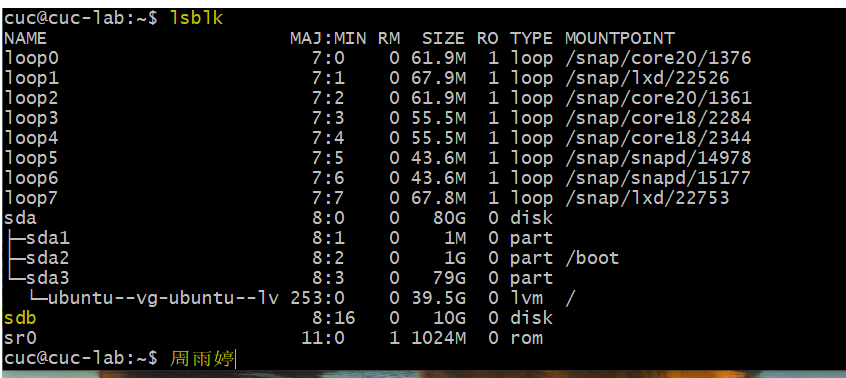 cuc@cuc-lab:~$ lsblk
NAME                      MAJ:MIN RM  SIZE RO TYPE MOUNTPOINT
loop0                       7:0    0 61.9M  1 loop /snap/core20/1376
loop1                       7:1    0 67.9M  1 loop /snap/lxd/22526
loop2                       7:2    0 61.9M  1 loop /snap/core20/1361
loop3                       7:3    0 55.5M  1 loop /snap/core18/2284
loop4                       7:4    0 55.5M  1 loop /snap/core18/2344
loop5                       7:5    0 43.6M  1 loop /snap/snapd/14978
loop6                       7:6    0 43.6M  1 loop /snap/snapd/15177
loop7                       7:7    0 67.8M  1 loop /snap/lxd/22753
sda                         8:0    0   80G  0 disk
├─sda1                      8:1    0    1M  0 part
├─sda2                      8:2    0    1G  0 part /boot
└─sda3                      8:3    0   79G  0 part
  └─ubuntu--vg-ubuntu--lv 253:0    0 39.5G  0 lvm  /
sdb                         8:16   0   10G  0 disk
sr0                        11:0    1 1024M  0 rom
cuc@cuc-lab:~$ 周雨婷